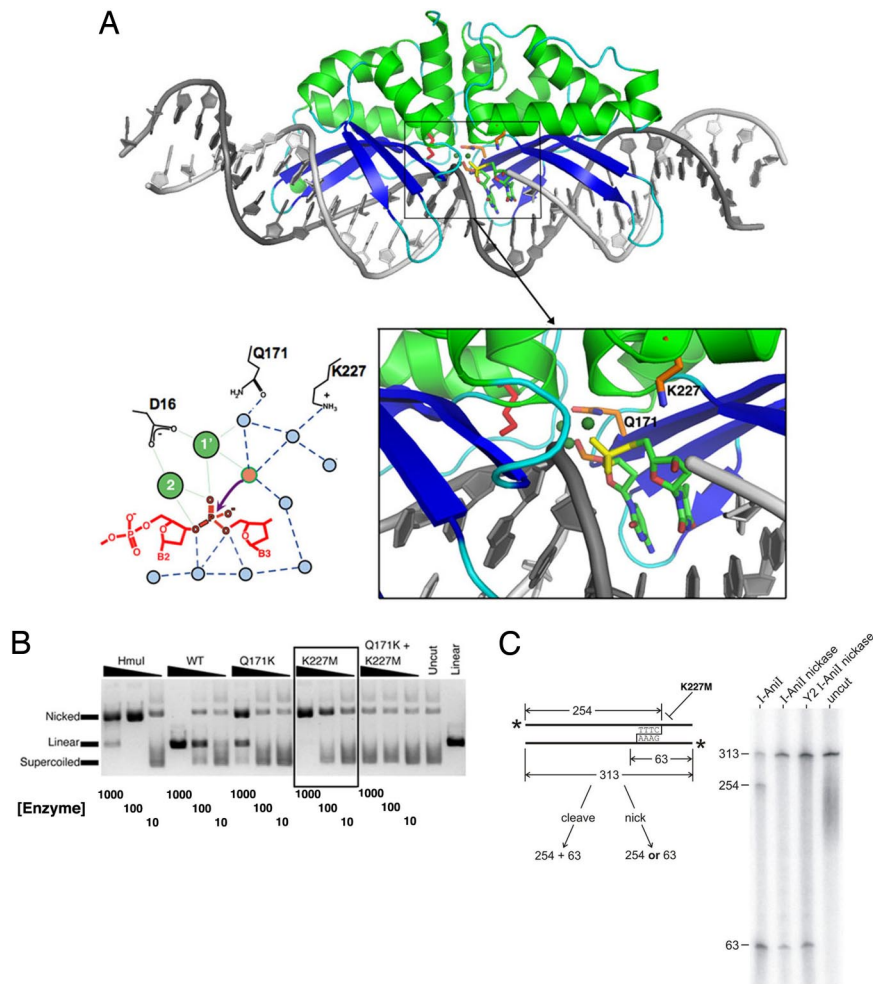 A
Q171
K227
D16
H₂N
O
+
NH₃
O
O
-
1'
2
O
O-P-O
O-P-O
O
O
O
B2
B3
K227
Q171
B
HmuI
WT
Q171K
K227M
Q171K +
K227M
Uncut
Linear
Nicked
Linear
Supercoiled
1000
1000
1000
1000
1000
[Enzyme]
100
100
100
100
100
10
10
10
10
10
C
K227M
254
*
TTTC
AAAG
*
63
313
cleave
nick
254 + 63
254 or 63
I-AniI
I-AniI nickase
Y2 I-AniI nickase
uncut
313
254
63